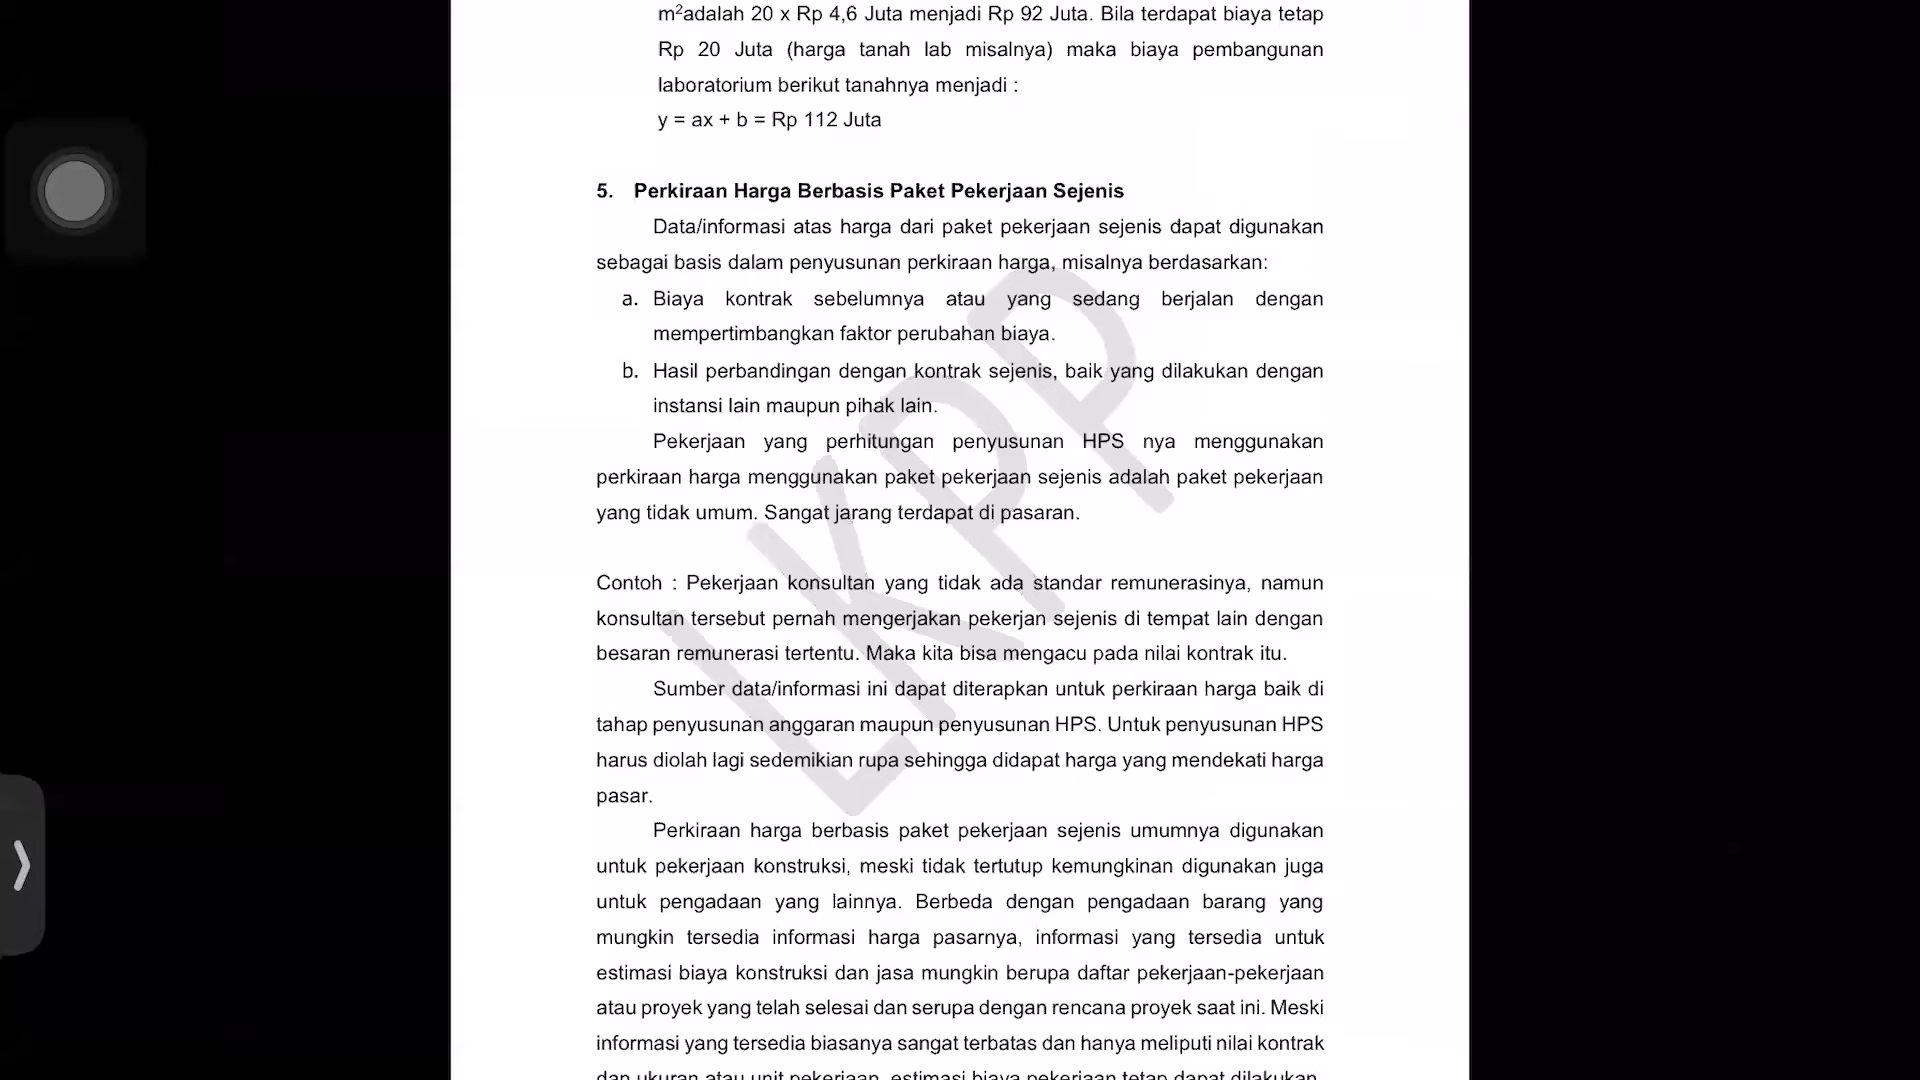 m²adalah 20 x Rp 4,6 Juta menjadi Rp 92 Juta. Bila terdapat biaya tetap
Rp 20 Juta (harga tanah lab misalnya) maka biaya pembangunan
laboratorium berikut tanahnya menjadi :
y = ax + b = Rp 112 Juta
5. Perkiraan Harga Berbasis Paket Pekerjaan Sejenis
Data/informasi atas harga dari paket pekerjaan sejenis dapat digunakan
sebagai basis dalam penyusunan perkiraan harga, misalnya berdasarkan:
a. Biaya kontrak sebelumnya atau yang sedang berjalan dengan
mempertimbangkan faktor perubahan biaya.
b. Hasil perbandingan dengan kontrak sejenis, baik yang dilakukan dengan
instansi lain maupun pihak lain.
Pekerjaan yang perhitungan penyusunan HPS nya menggunakan
perkiraan harga menggunakan paket pekerjaan sejenis adalah paket pekerjaan
yang tidak umum. Sangat jarang terdapat di pasaran.
Contoh : Pekerjaan konsultan yang tidak ada standar remunerasinya, namun
konsultan tersebut pernah mengerjakan pekerjan sejenis di tempat lain dengan
besaran remunerasi tertentu. Maka kita bisa mengacu pada nilai kontrak itu.
Sumber data/informasi ini dapat diterapkan untuk perkiraan harga baik di
tahap penyusunan anggaran maupun penyusunan HPS. Untuk penyusunan HPS
harus diolah lagi sedemikian rupa sehingga didapat harga yang mendekati harga
pasar.
Perkiraan harga berbasis paket pekerjaan sejenis umumnya digunakan
untuk pekerjaan konstruksi, meski tidak tertutup kemungkinan digunakan juga
untuk pengadaan yang lainnya. Berbeda dengan pengadaan barang yang
mungkin tersedia informasi harga pasarnya, informasi yang tersedia untuk
estimasi biaya konstruksi dan jasa mungkin berupa daftar pekerjaan-pekerjaan
atau proyek yang telah selesai dan serupa dengan rencana proyek saat ini. Meski
informasi yang tersedia biasanya sangat terbatas dan hanya meliputi nilai kontrak
dan ukuran atau unit pekerjaan, estimasi biaya pekerjaan tetap dapat dilakukan.
LKPP